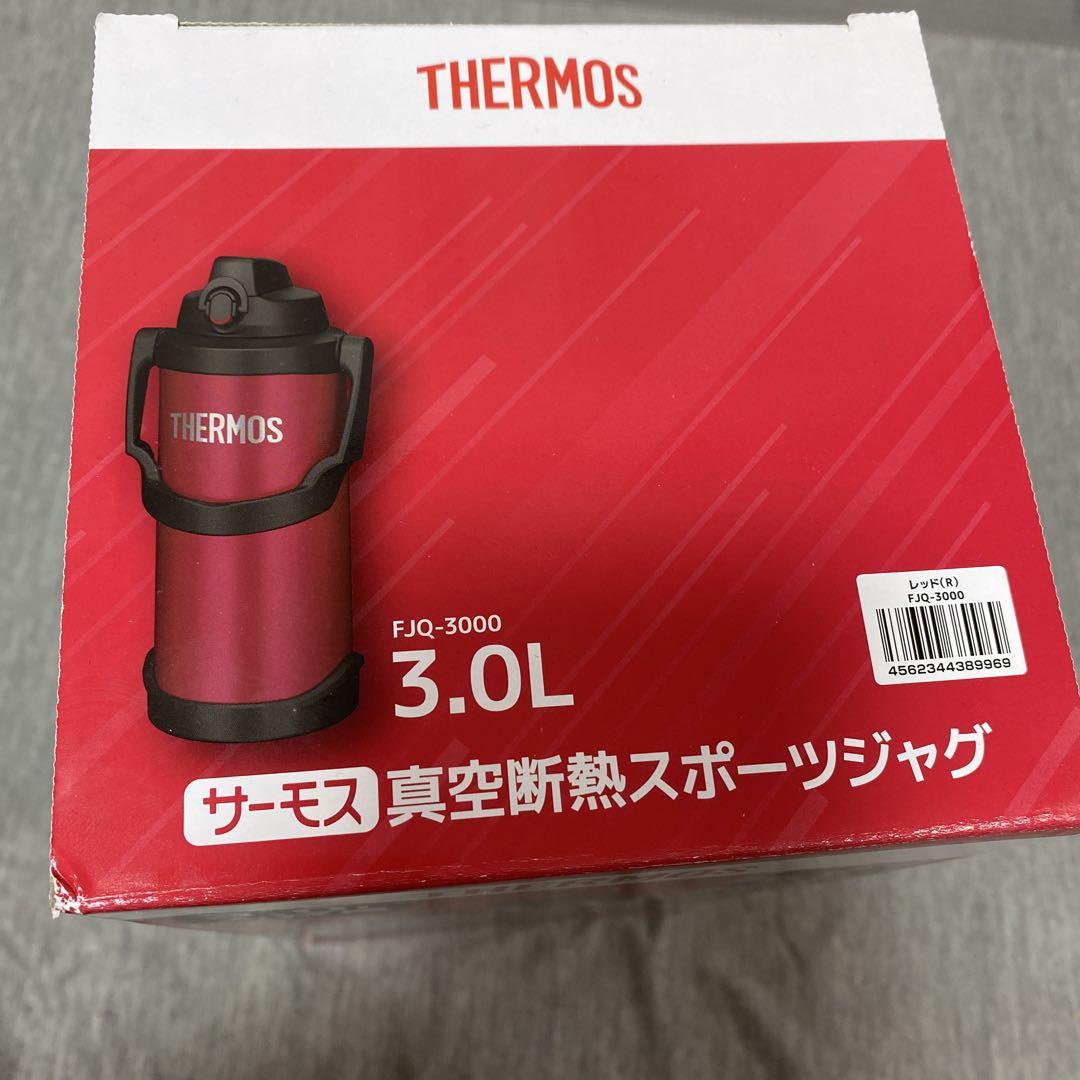 THERMOS
THERMOS
FJQ-3000
3.0L
レッド(R)
FJQ-3000
4562344389969
サーモス 真空断熱スポーツジャグ